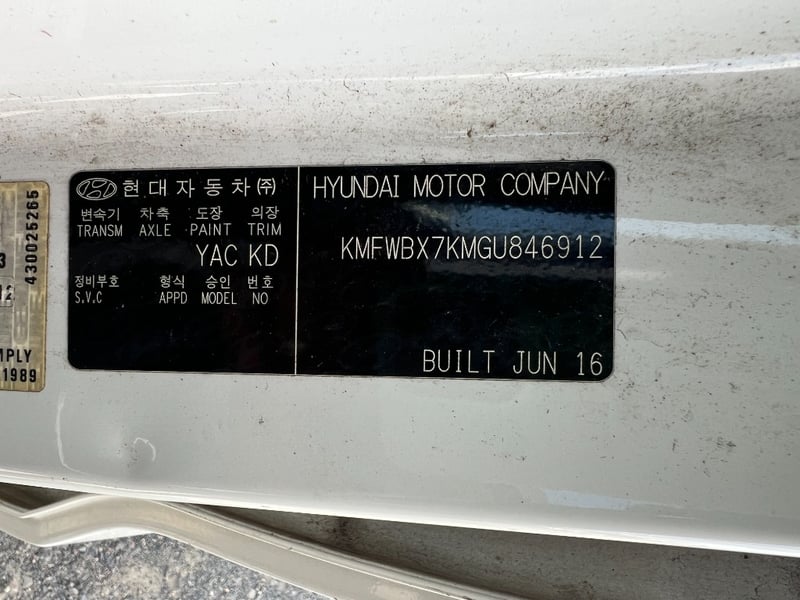 현대자동차㈜
변속기 차축 도장 의장
TRANSM AXLE PAINT TRIM
YAC KD
정비부호 형식 승인 번호
S.V.C APPD MODEL NO
HYUNDAI MOTOR COMPANY
KMFWBX7KMGU846912
BUILT JUN 16
430025265
MPLY
1989